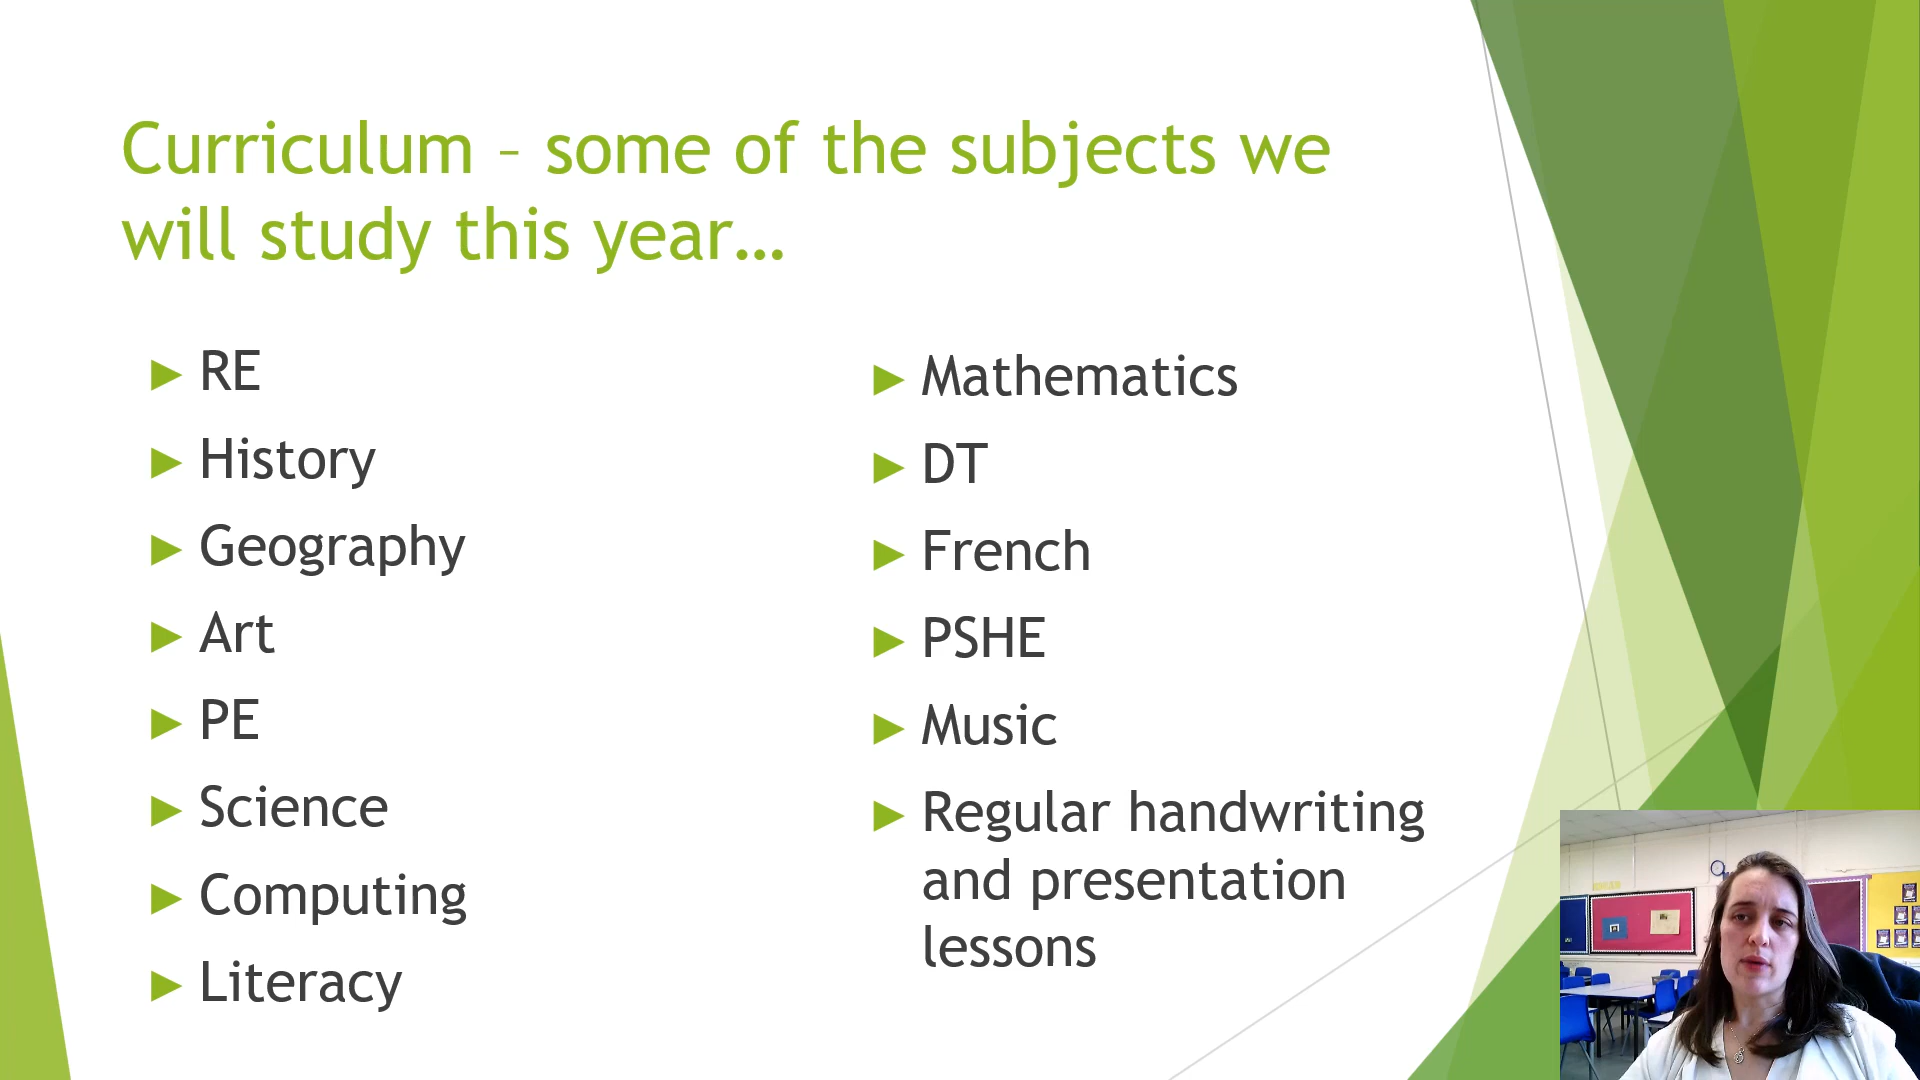 Curriculum – some of the subjects we
will study this year…
RE
History
Geography
Art
PE
Science
Computing
Literacy
Mathematics
DT
French
PSHE
Music
Regular handwriting
and presentation
lessons